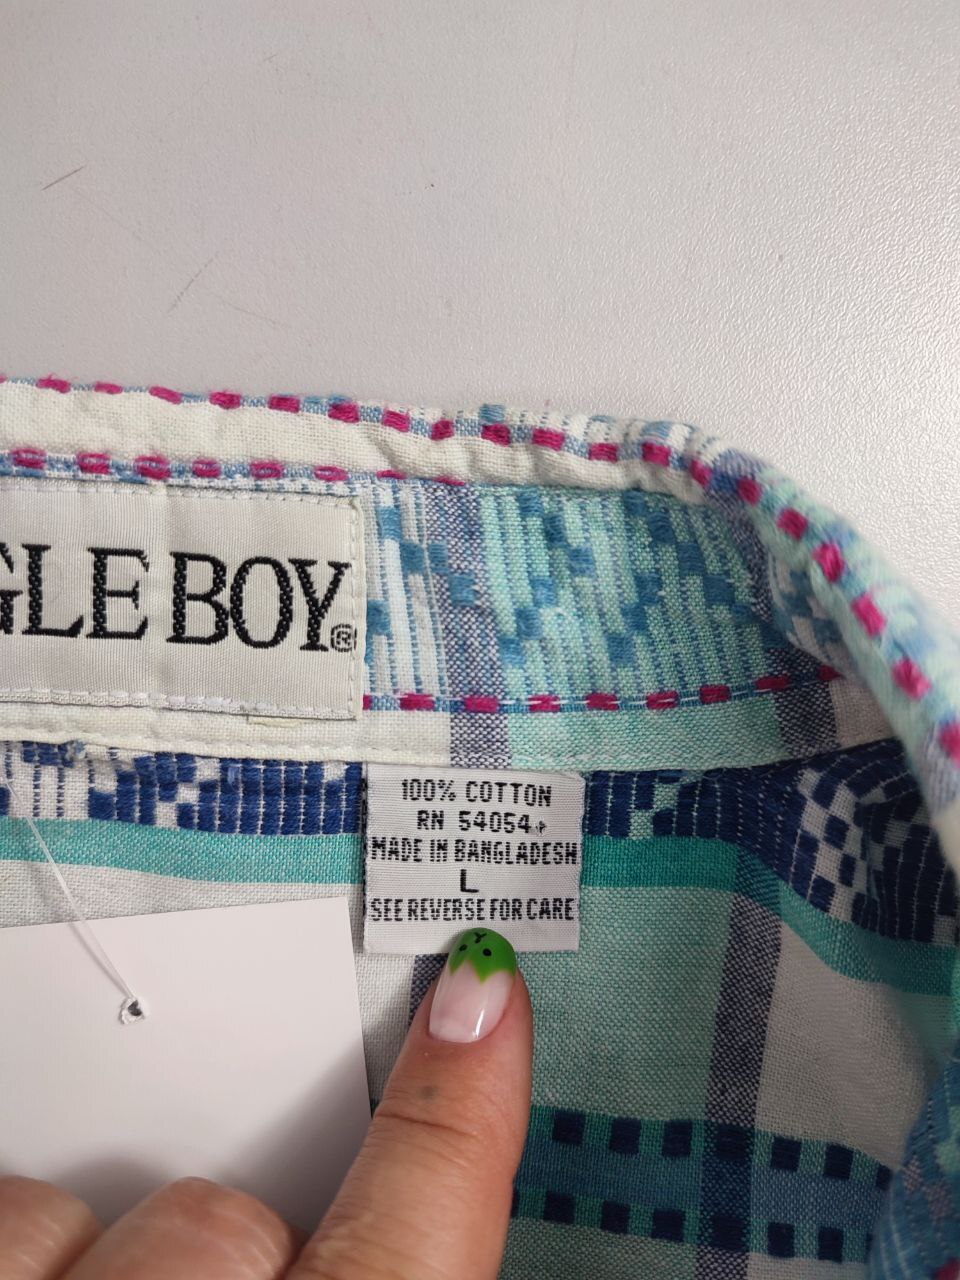 GLE BOY®
100% COTTON
RN 54054
MADE IN BANGLADESH
L
SEE REVERSE FOR CARE